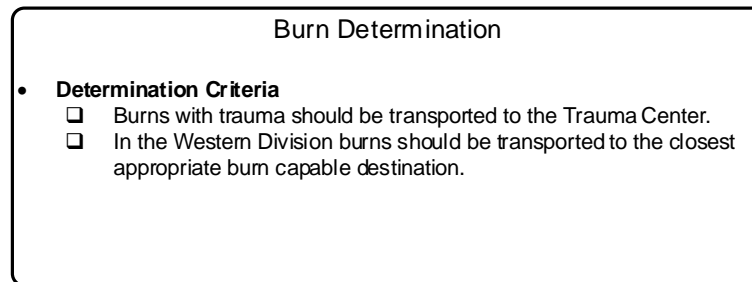 Burn Determination
• Determination Criteria
❑ Burns with trauma should be transported to the Trauma Center.
❑ In the Western Division burns should be transported to the closest
appropriate burn capable destination.